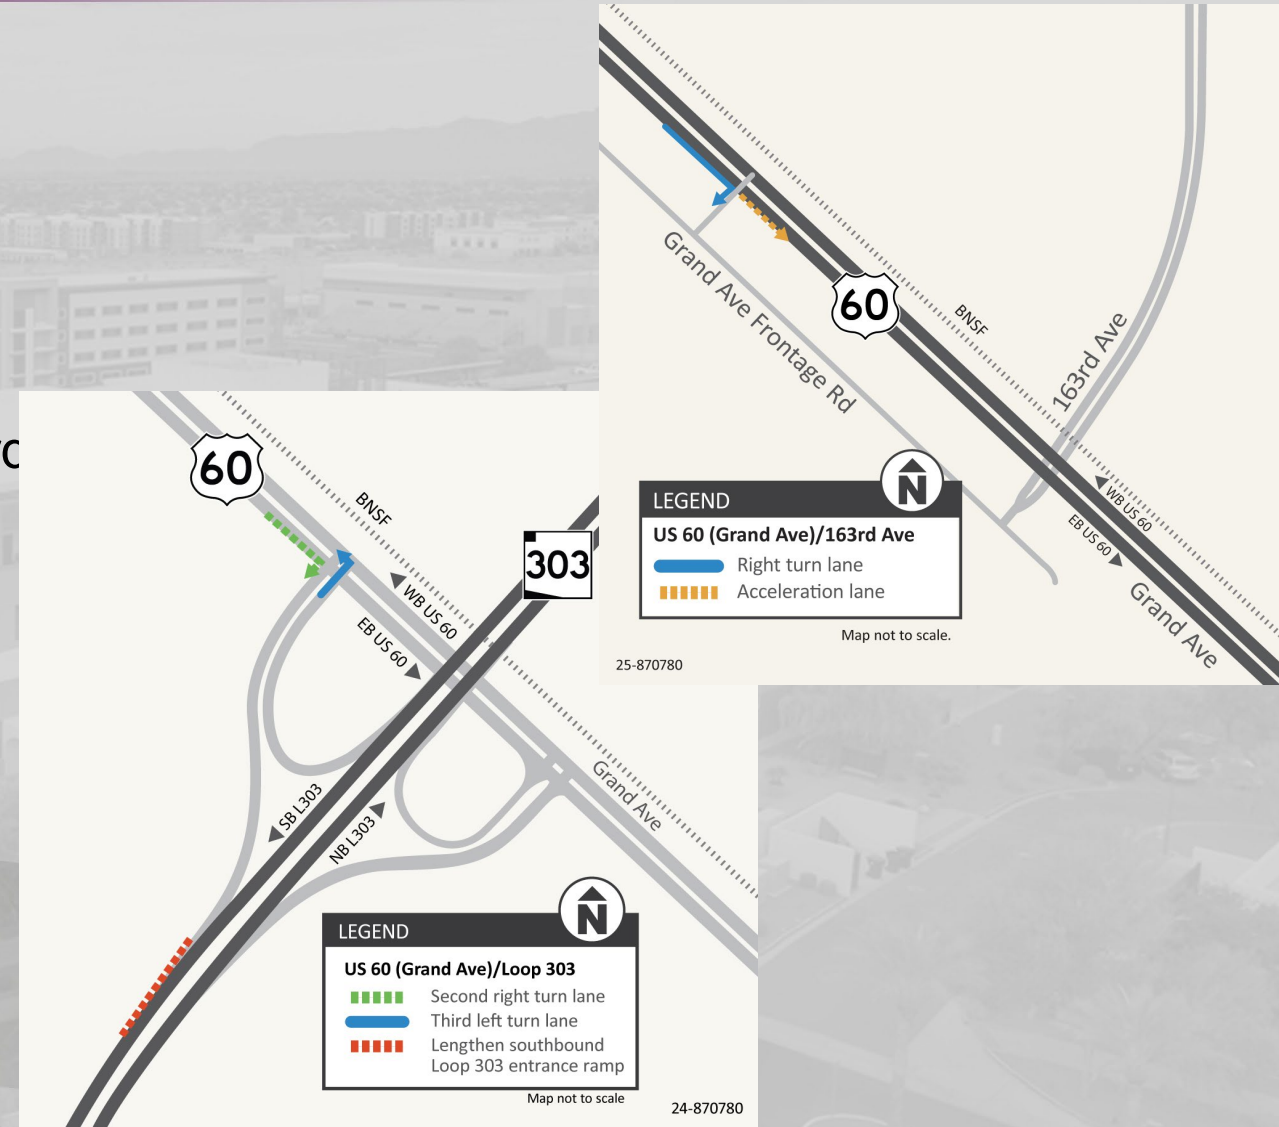 60
BNSF
163rd Ave
Grand Ave Frontage Rd
WB US 60
EB US 60
Grand Ave
N
LEGEND
US 60 (Grand Ave)/163rd Ave
Right turn lane
Acceleration lane
Map not to scale.
25-870780
60
BNSF
303
WB US 60
EB US 60
Grand Ave
SB L303
NB L303
N
LEGEND
US 60 (Grand Ave)/Loop 303
Second right turn lane
Third left turn lane
Lengthen southbound
Loop 303 entrance ramp
Map not to scale
24-870780